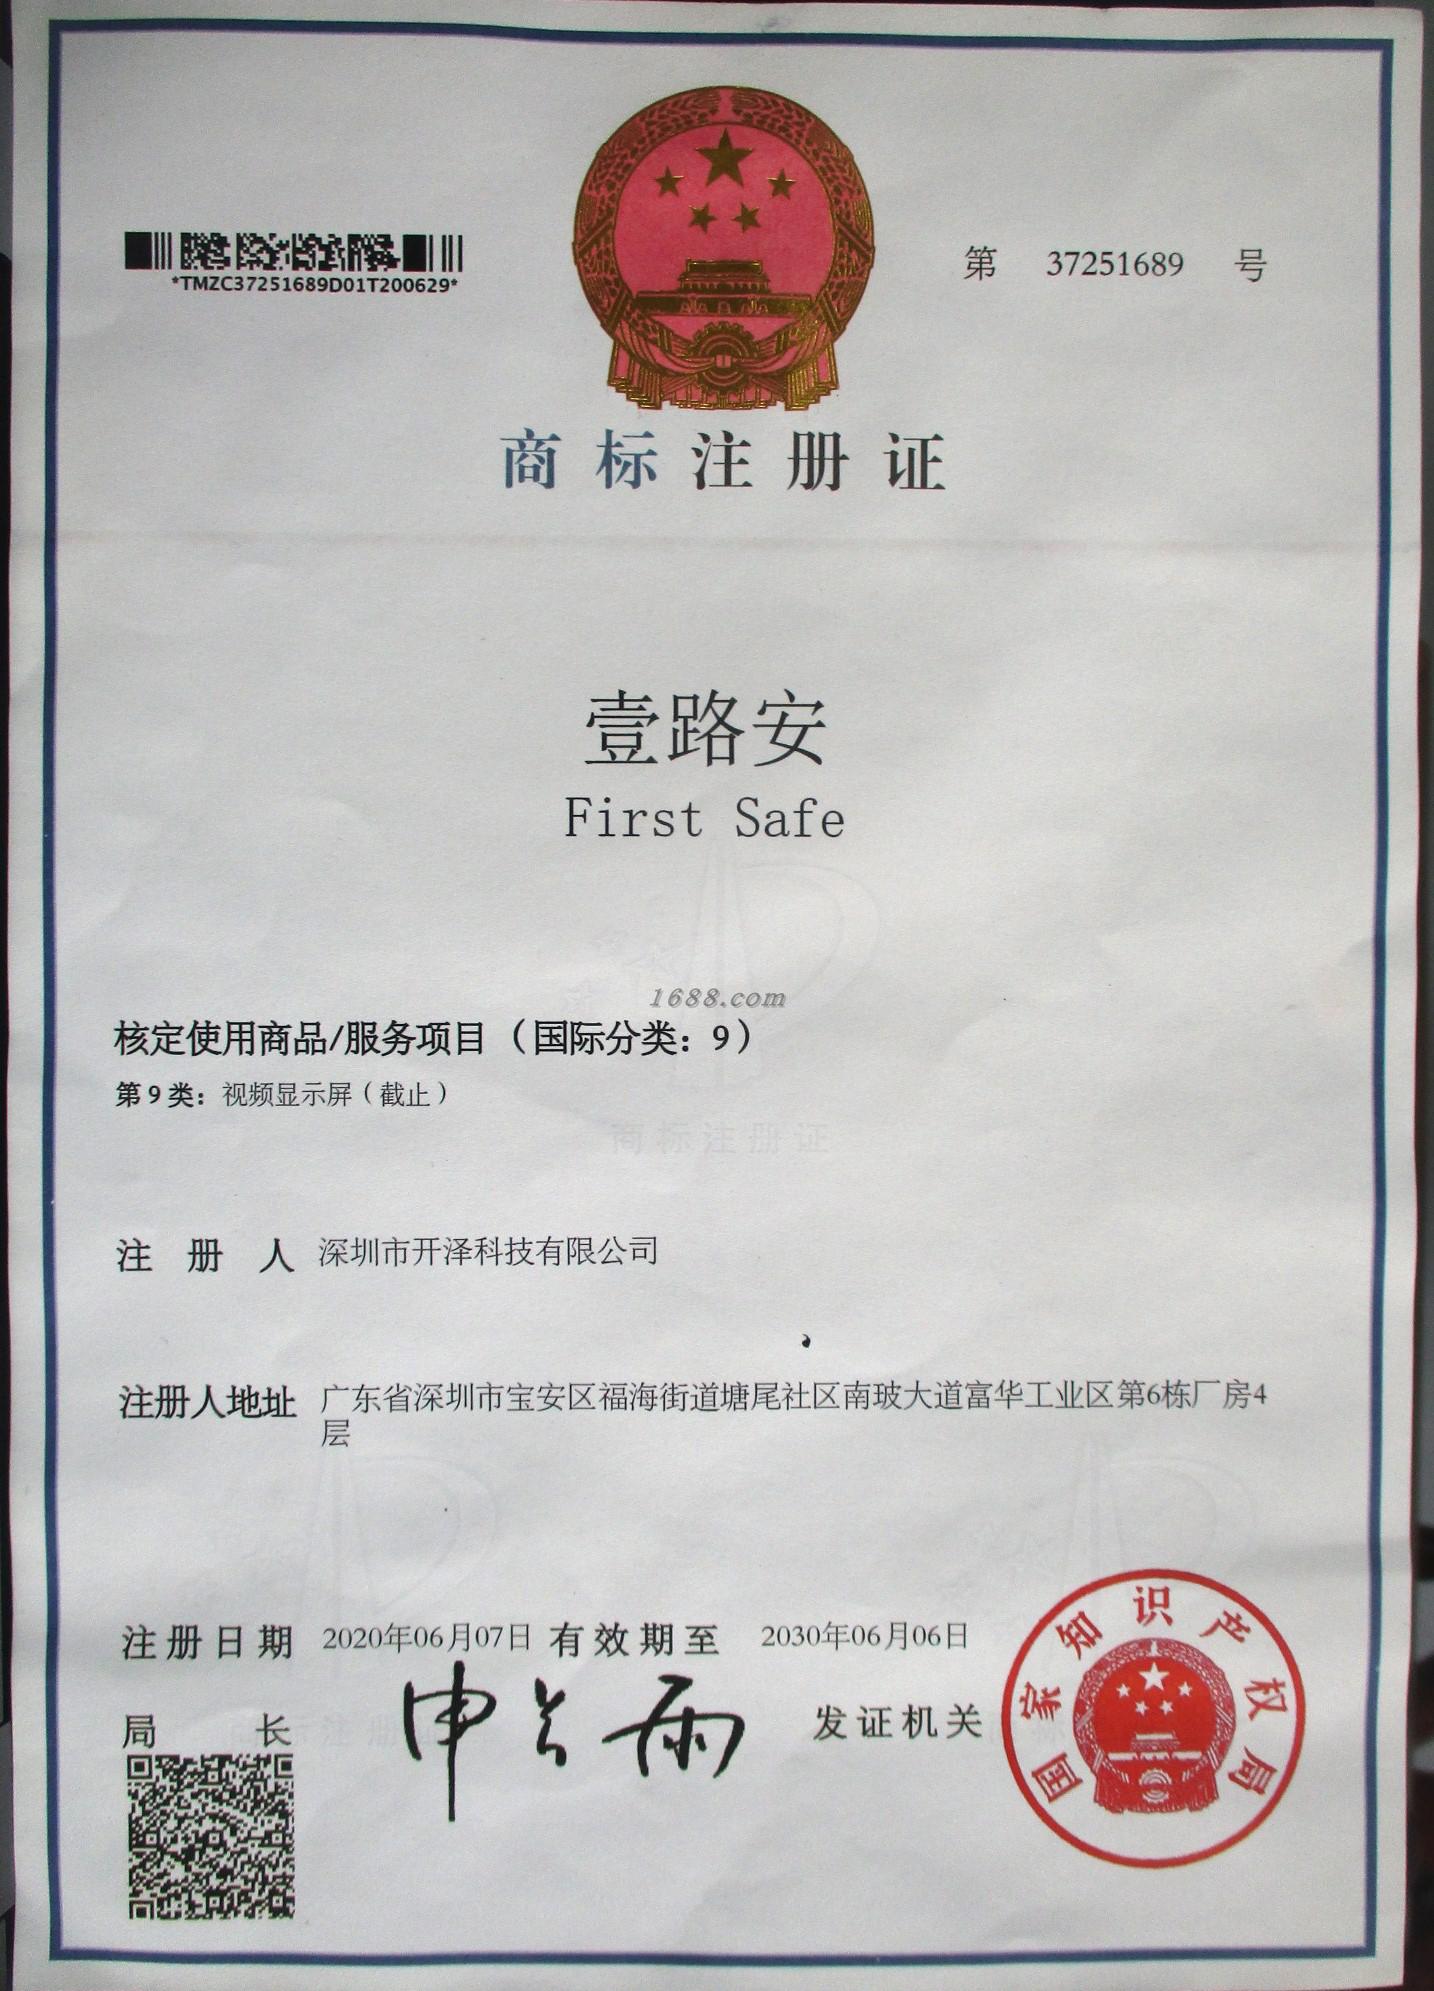 *TMZC37251689D01T200629*
第 37251689 号
商标注册证
壹路安
First Safe
1688.com
核定使用商品/服务项目（国际分类：9）
第9类：视频显示屏（截止）
商标注册证
注册人 深圳市开泽科技有限公司
注册人地址 广东省深圳市宝安区福海街道塘尾社区南玻大道富华工业区第6栋厂房4
层
注册日期 2020年06月07日 有效期至 2030年06月06日
局长 申长雨 发证机关
国家知识产权局